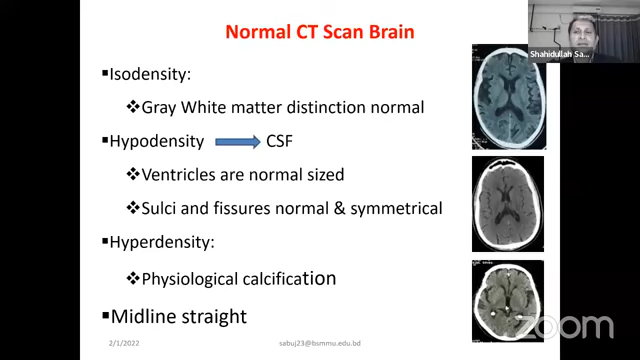 Normal CT Scan Brain
Shahidullah Sa...
▪Isodensity:
❖Gray White matter distinction normal
▪Hypodensity CSF
❖Ventricles are normal sized
❖Sulci and fissures normal & symmetrical
▪Hyperdensity:
❖Physiological calcification
▪Midline straight
2/1/2022
sabuj23@bsmmu.edu.bd
zoom